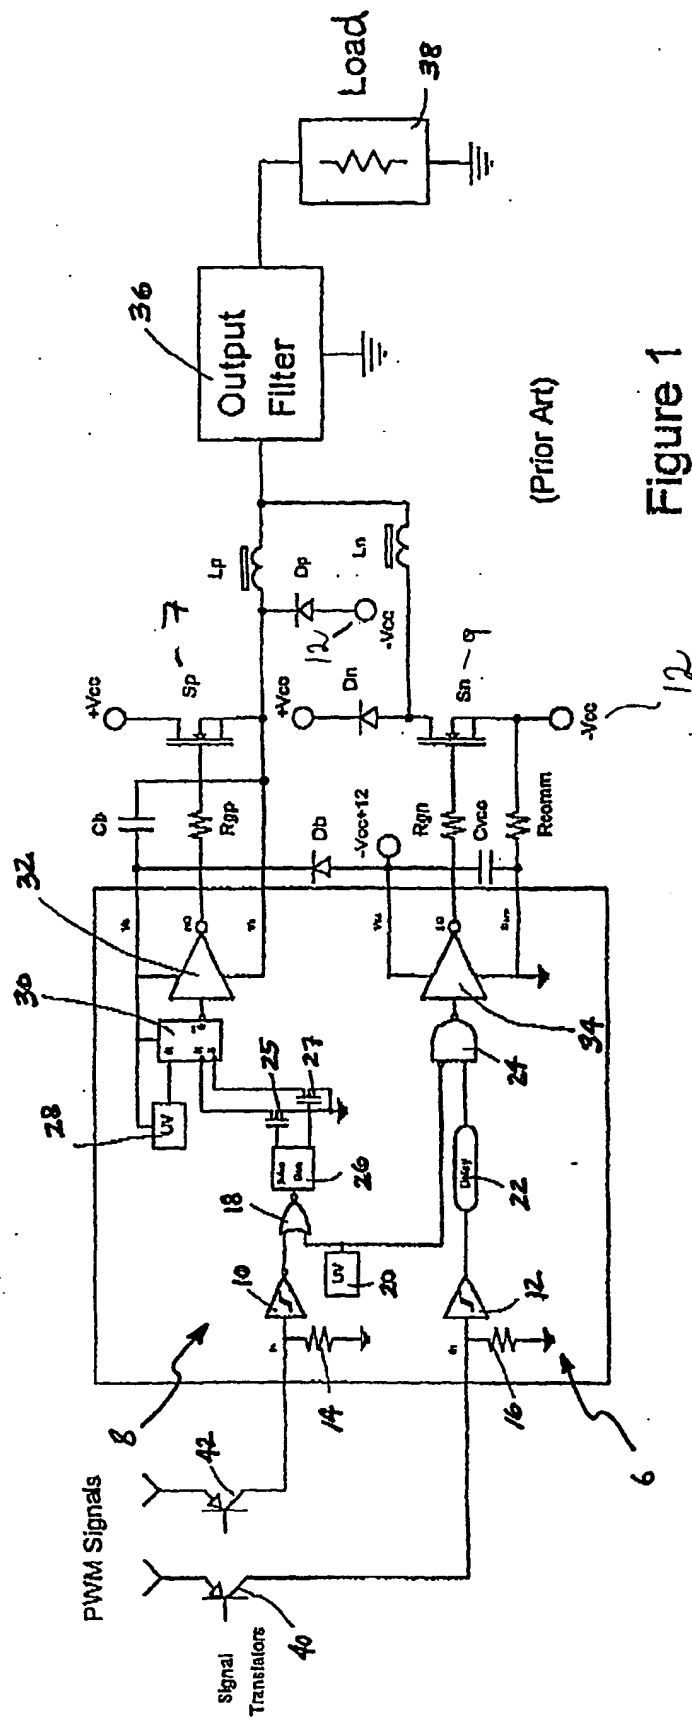 PWM Signals
Signal
Translators
40
42
8
6
14
16
10
12
18
UV
20
26
22
Delay
24
25
27
UV
28
30
32
34
Cb
Rgp
+Vcc
Sp
7
Lp
Dp
12
-Vcc
Db
-Vcc+12
+Vcc
Dn
Ln
Rgn
Cvcc
Rcomm
Sn
9
-Vcc
12
Output
Filter
36
Load
38
(Prior Art)
Figure 1